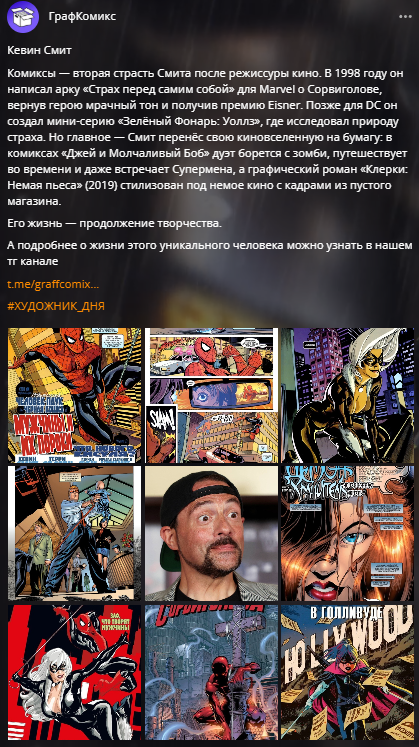 ГрафКомикс
Кевин Смит
Комиксы — вторая страсть Смита после режиссуры кино. В 1998 году он
написал арку «Страх перед самим собой» для Marvel о Сорвиголове,
вернув герою мрачный тон и получив премию Eisner. Позже для DC он
создал мини-серию «Зелёный Фонарь: Уоллз», где исследовал природу
страха. Но главное — Смит перенёс свою киновселенную на бумагу: в
комиксах «Джей и Молчаливый Боб» дуэт борется с зомби, путешествует
во времени и даже встречает Супермена, а графический роман «Клерки:
Немая пьеса» (2019) стилизован под немое кино с кадрами из пустого
магазина.
Его жизнь — продолжение творчества.
А подробнее о жизни этого уникального человека можно узнать в нашем
тг канале
t.me/graffcomix...
#ХУДОЖНИК_ДНЯ
SLAM!
ЗЛО,
ЧТО ТВОРЯТ
МУЖЧИНЫ
В ГОЛЛИВУДЕ
HOLLYWOOD